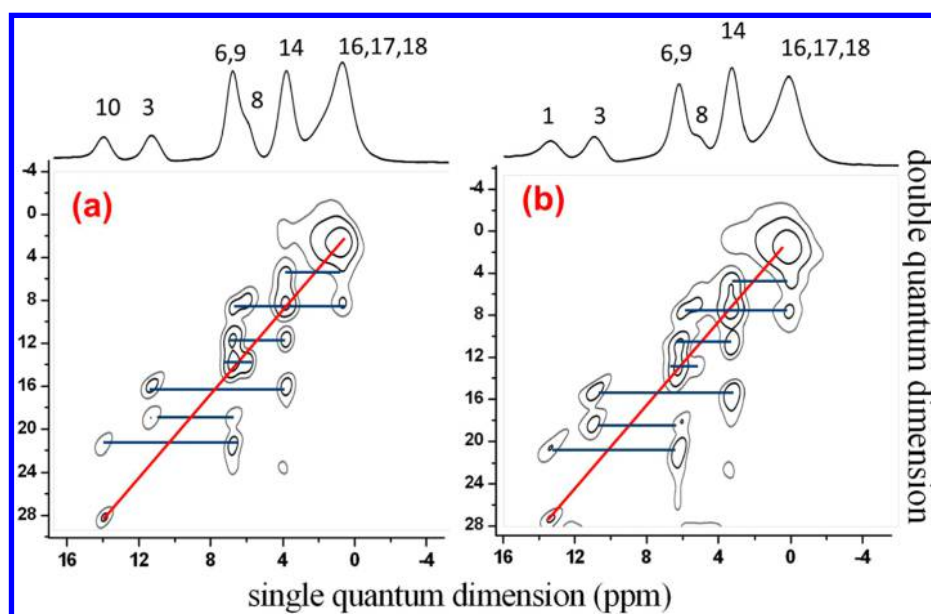 10 3 6,9 8 14 16,17,18
1 3 6,9 8 14 16,17,18
(a)
-4
0
4
8
12
16
20
24
28
16 12 8 4 0 -4
(b)
-4
0
4
8
12
16
20
24
28
16 12 8 4 0 -4
double quantum dimension
single quantum dimension (ppm)